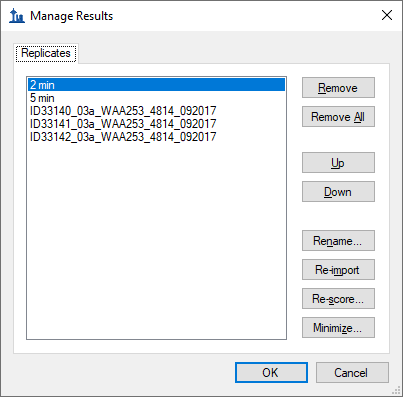 Manage Results
Replicates
2 min
5 min
ID33140_03a_WAA253_4814_092017
ID33141_03a_WAA253_4814_092017
ID33142_03a_WAA253_4814_092017
Remove
Remove All
Up
Down
Rename...
Re-import
Re-score...
Minimize...
OK
Cancel